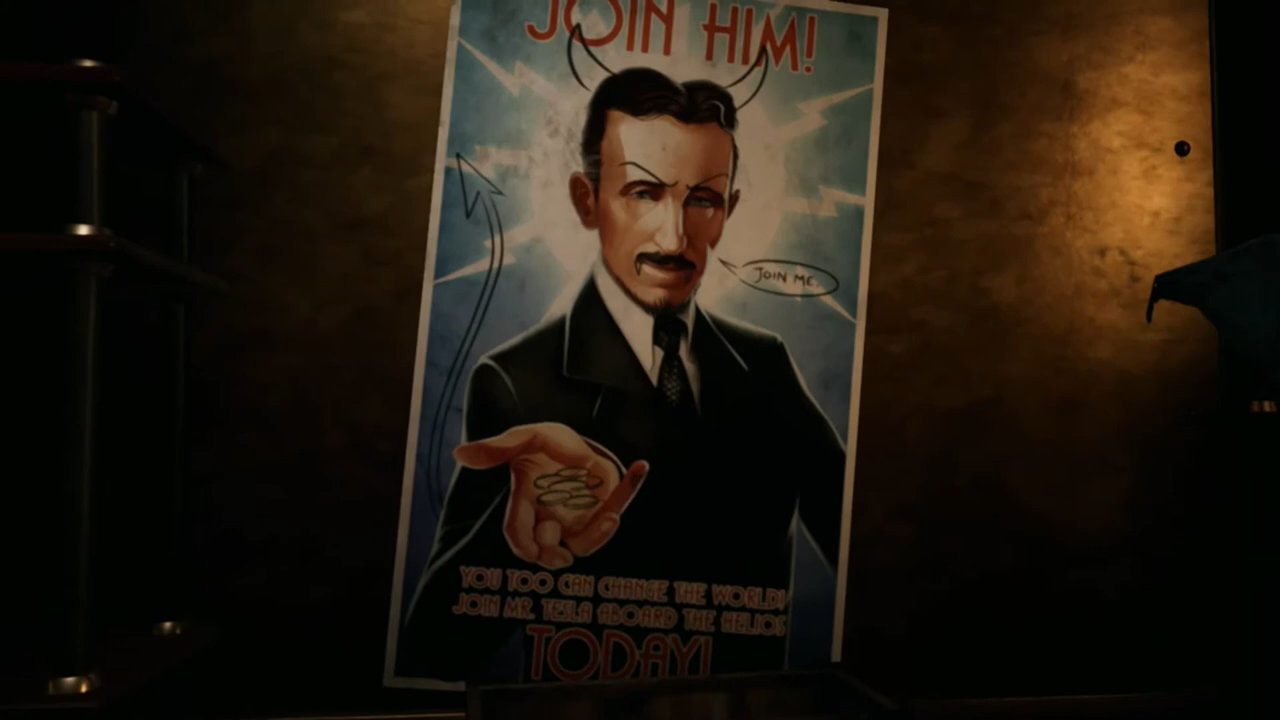 JOIN HIM!
JOIN ME.
YOU TOO CAN CHANGE THE WORLD!
JOIN MR. TESLA ABOARD THE HELIOS
TODAY!